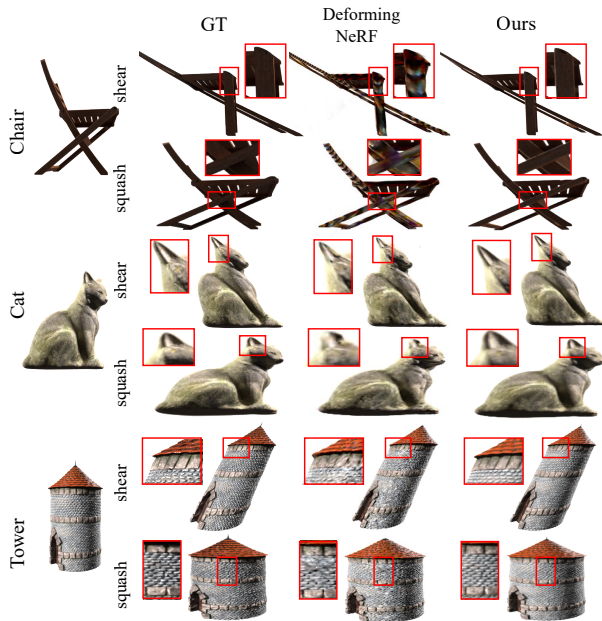 GT
Deforming
NeRF
Ours
Chair
shear
squash
Cat
shear
squash
Tower
shear
squash